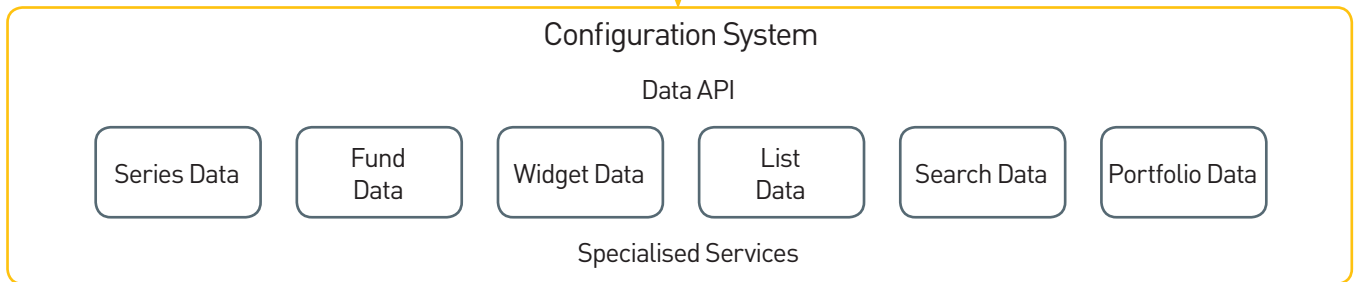 Configuration System
Data API
Series Data
Fund
Data
Widget Data
List
Data
Search Data
Portfolio Data
Specialised Services